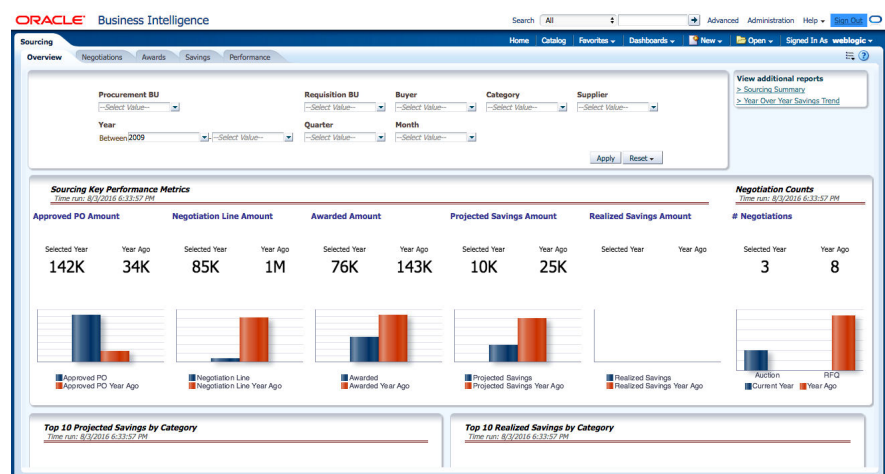 ORACLE Business Intelligence
Search All Advanced Administration Help Sign Out
Sourcing
Home Catalog Favorites Dashboards New Open Signed In As weblogic
Overview Negotiations Awards Savings Performance
Procurement BU Requisition BU Buyer Category Supplier
--Select Value-- --Select Value-- --Select Value-- --Select Value-- --Select Value--
Year Quarter Month
Between 2009 - --Select Value-- --Select Value-- --Select Value--
Apply Reset
View additional reports
> Sourcing Summary
> Year Over Year Savings Trend
Sourcing Key Performance Metrics
Time run: 8/3/2016 6:33:57 PM
Negotiation Counts
Time run: 8/3/2016 6:33:57 PM
Approved PO Amount Negotiation Line Amount Awarded Amount Projected Savings Amount Realized Savings Amount # Negotiations
Selected Year Year Ago Selected Year Year Ago Selected Year Year Ago Selected Year Year Ago Selected Year Year Ago Selected Year Year Ago
142K 34K 85K 1M 76K 143K 10K 25K 3 8
Auction RFQ
Approved PO Negotiation Line Awarded Projected Savings Realized Savings Current Year Year Ago
Approved PO Year Ago Negotiation Line Year Ago Awarded Year Ago Projected Savings Year Ago Realized Savings Year Ago
Top 10 Projected Savings by Category
Time run: 8/3/2016 6:33:57 PM
Top 10 Realized Savings by Category
Time run: 8/3/2016 6:33:57 PM